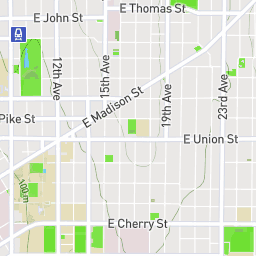 E Thomas St
E John St
12th Ave
15th Ave
E Madison St
19th Ave
23rd Ave
Pike St
E Union St
100 m
E Cherry St